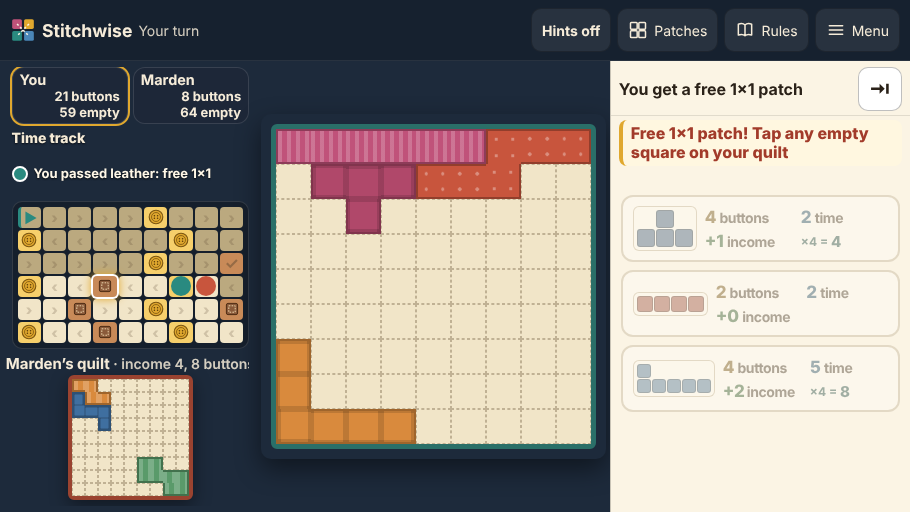 Stitchwise Your turn
Hints off
Patches
Rules
Menu
You
21 buttons
59 empty
Marden
8 buttons
64 empty
Time track
You passed leather: free 1×1
Marden's quilt · income 4, 8 buttons
You get a free 1×1 patch
Free 1×1 patch! Tap any empty
square on your quilt
4 buttons 2 time
+1 income ×4 = 4
2 buttons 2 time
+0 income
4 buttons 5 time
+2 income ×4 = 8